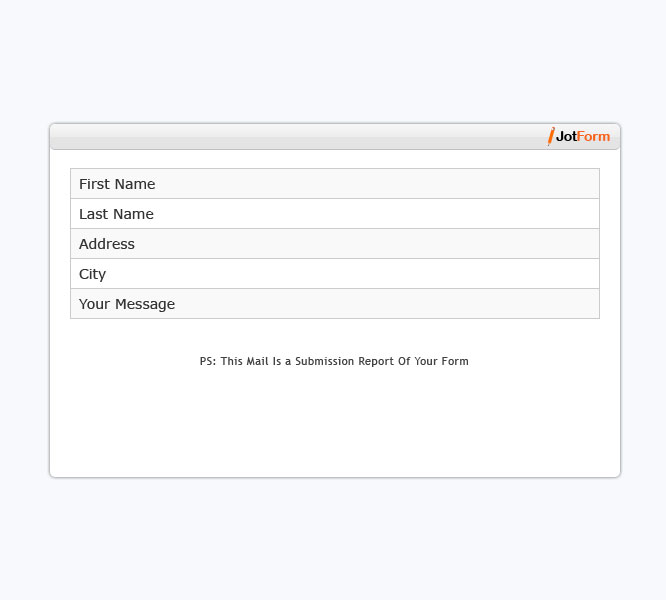 JotForm
First Name
Last Name
Address
City
Your Message
PS: This Mail Is a Submission Report Of Your Form